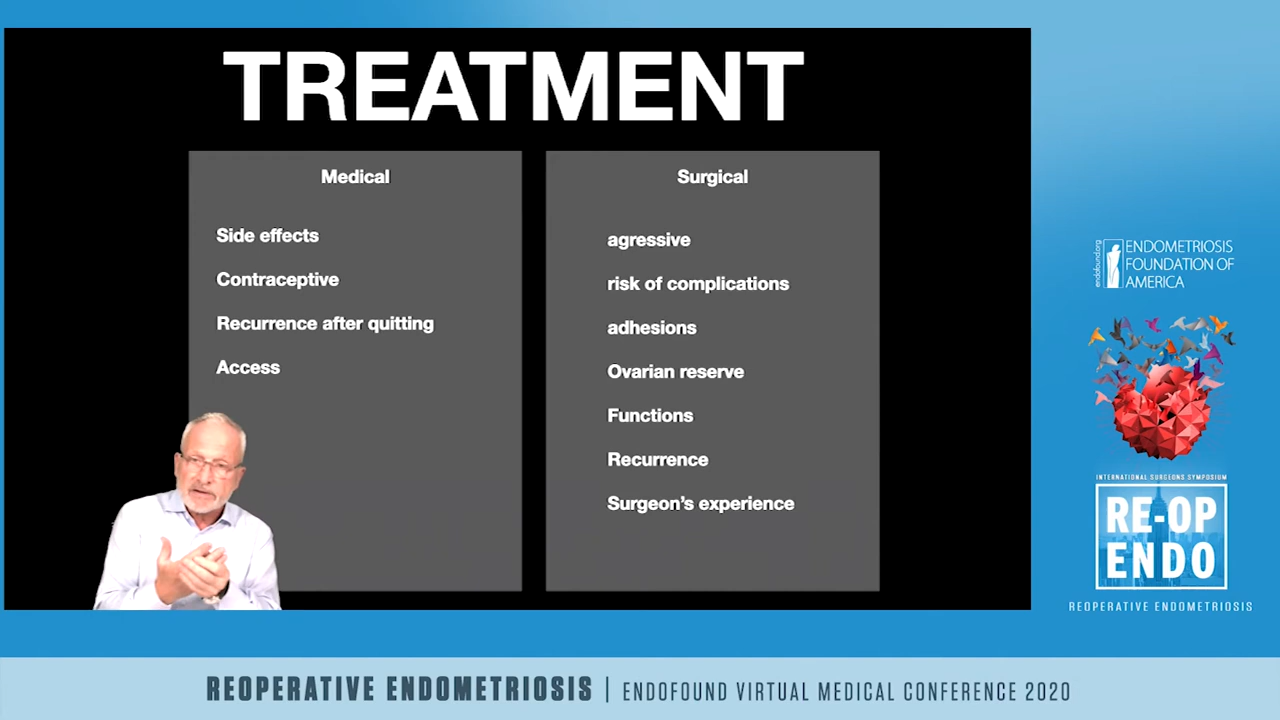 TREATMENT
Medical
Side effects
Contraceptive
Recurrence after quitting
Access
Surgical
agressive
risk of complications
adhesions
Ovarian reserve
Functions
Recurrence
Surgeon's experience
endofound.org
ENDOMETRIOSIS
FOUNDATION OF
AMERICA
INTERNATIONAL SURGEONS SYMPOSIUM
RE-OP
ENDO
REOPERATIVE ENDOMETRIOSIS
REOPERATIVE ENDOMETRIOSIS | ENDOFOUND VIRTUAL MEDICAL CONFERENCE 2020